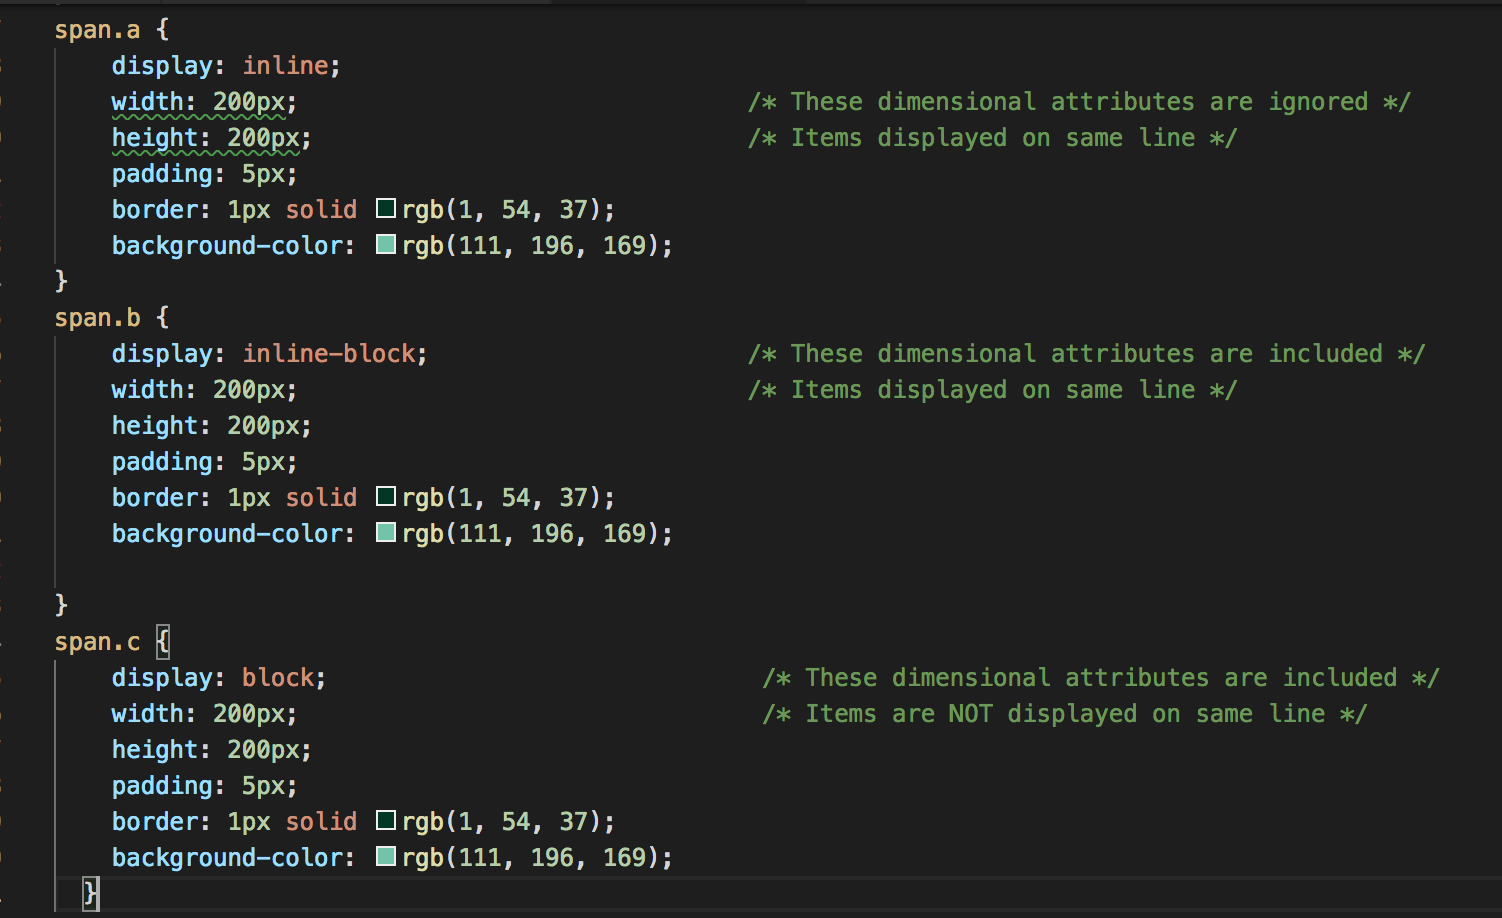 span.a {
display: inline;
width: 200px; /* These dimensional attributes are ignored */
height: 200px; /* Items displayed on same line */
padding: 5px;
border: 1px solid rgb(1, 54, 37);
background-color: rgb(111, 196, 169);
}
span.b {
display: inline-block; /* These dimensional attributes are included */
width: 200px; /* Items displayed on same line */
height: 200px;
padding: 5px;
border: 1px solid rgb(1, 54, 37);
background-color: rgb(111, 196, 169);
}
span.c {
display: block; /* These dimensional attributes are included */
width: 200px; /* Items are NOT displayed on same line */
height: 200px;
padding: 5px;
border: 1px solid rgb(1, 54, 37);
background-color: rgb(111, 196, 169);
}